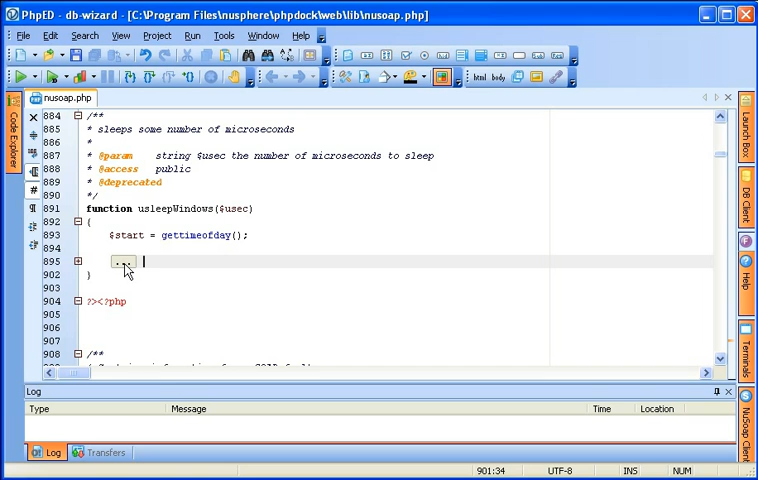 PhpED - db-wizard - [C:\Program Files\nusphere\phpdock\web\lib\nusoap.php]
File Edit Search View Project Run Tools Window Help
html body
nusoap.php
Code Explorer
884 /**
885 * sleeps some number of microseconds
886 *
887 * @param string $usec the number of microseconds to sleep
888 * @access public
889 * @deprecated
890 */
891 function usleepWindows($usec)
892 {
893 $start = gettimeofday();
894
895 ...
902 }
903
904 ?><?php
905
906
907
908 /**
Launch Box
DB Client
Help
Terminals
NuSoap Client
Log
Type Message Time Location
Log Transfers
901:34 UTF-8 INS NUM